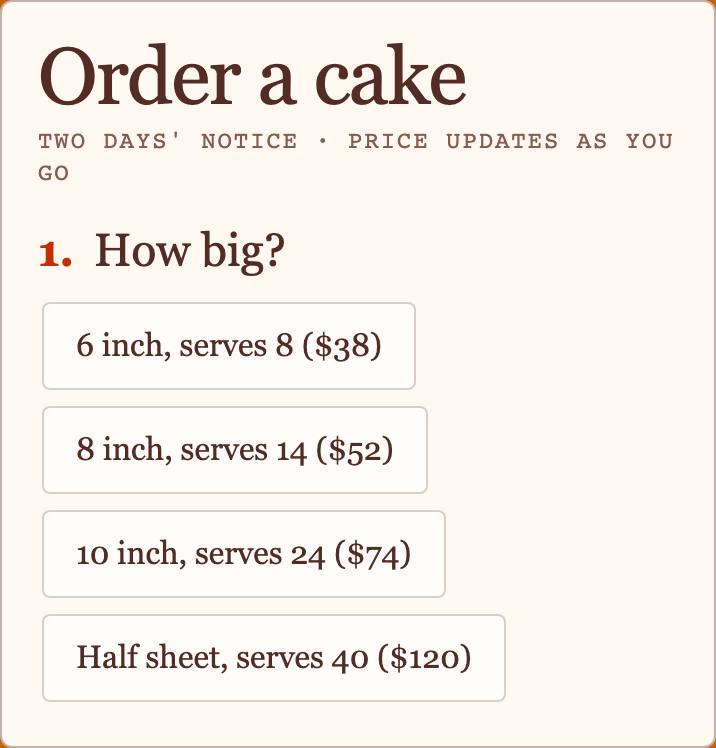 Order a cake
TWO DAYS' NOTICE · PRICE UPDATES AS YOU
GO
1. How big?
6 inch, serves 8 ($38)
8 inch, serves 14 ($52)
10 inch, serves 24 ($74)
Half sheet, serves 40 ($120)